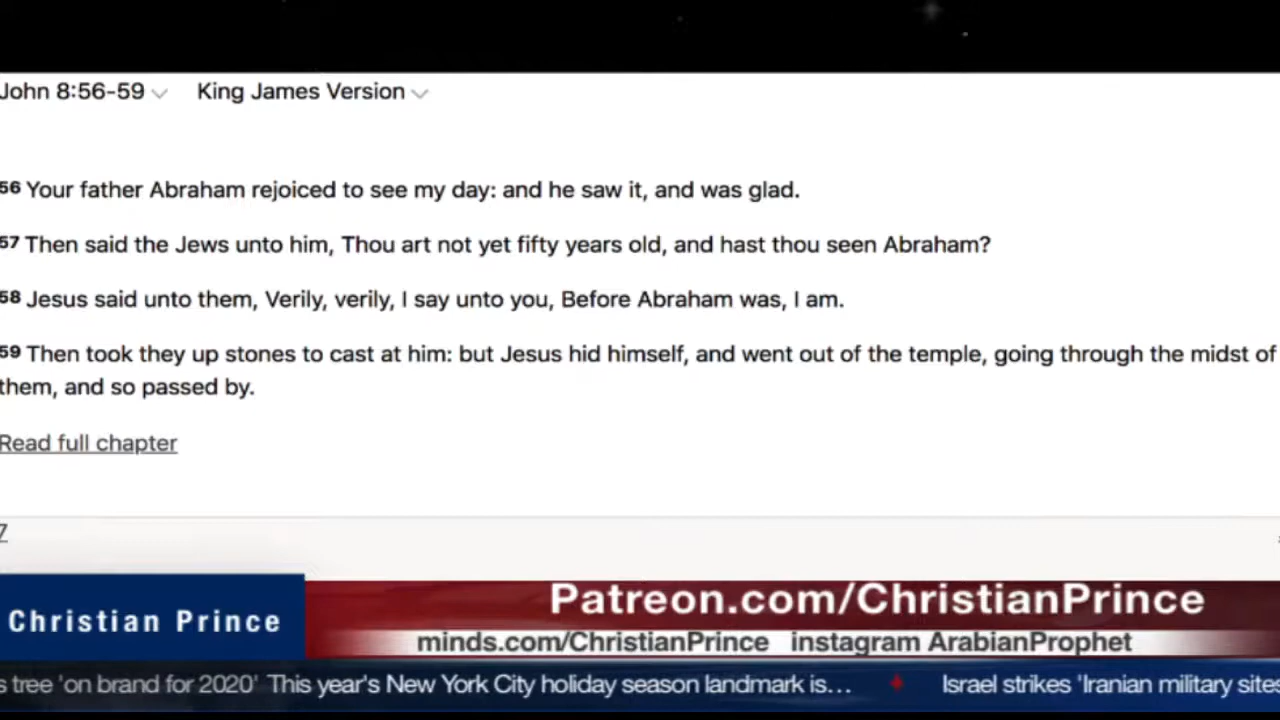 John 8:56-59 King James Version
56 Your father Abraham rejoiced to see my day: and he saw it, and was glad.
57 Then said the Jews unto him, Thou art not yet fifty years old, and hast thou seen Abraham?
58 Jesus said unto them, Verily, verily, I say unto you, Before Abraham was, I am.
59 Then took they up stones to cast at him: but Jesus hid himself, and went out of the temple, going through the midst of
them, and so passed by.
Read full chapter
7
Patreon.com/ChristianPrince
Christian Prince
minds.com/ChristianPrince instagram ArabianProphet
s tree 'on brand for 2020' This year's New York City holiday season landmark is... Israel strikes 'Iranian military sites